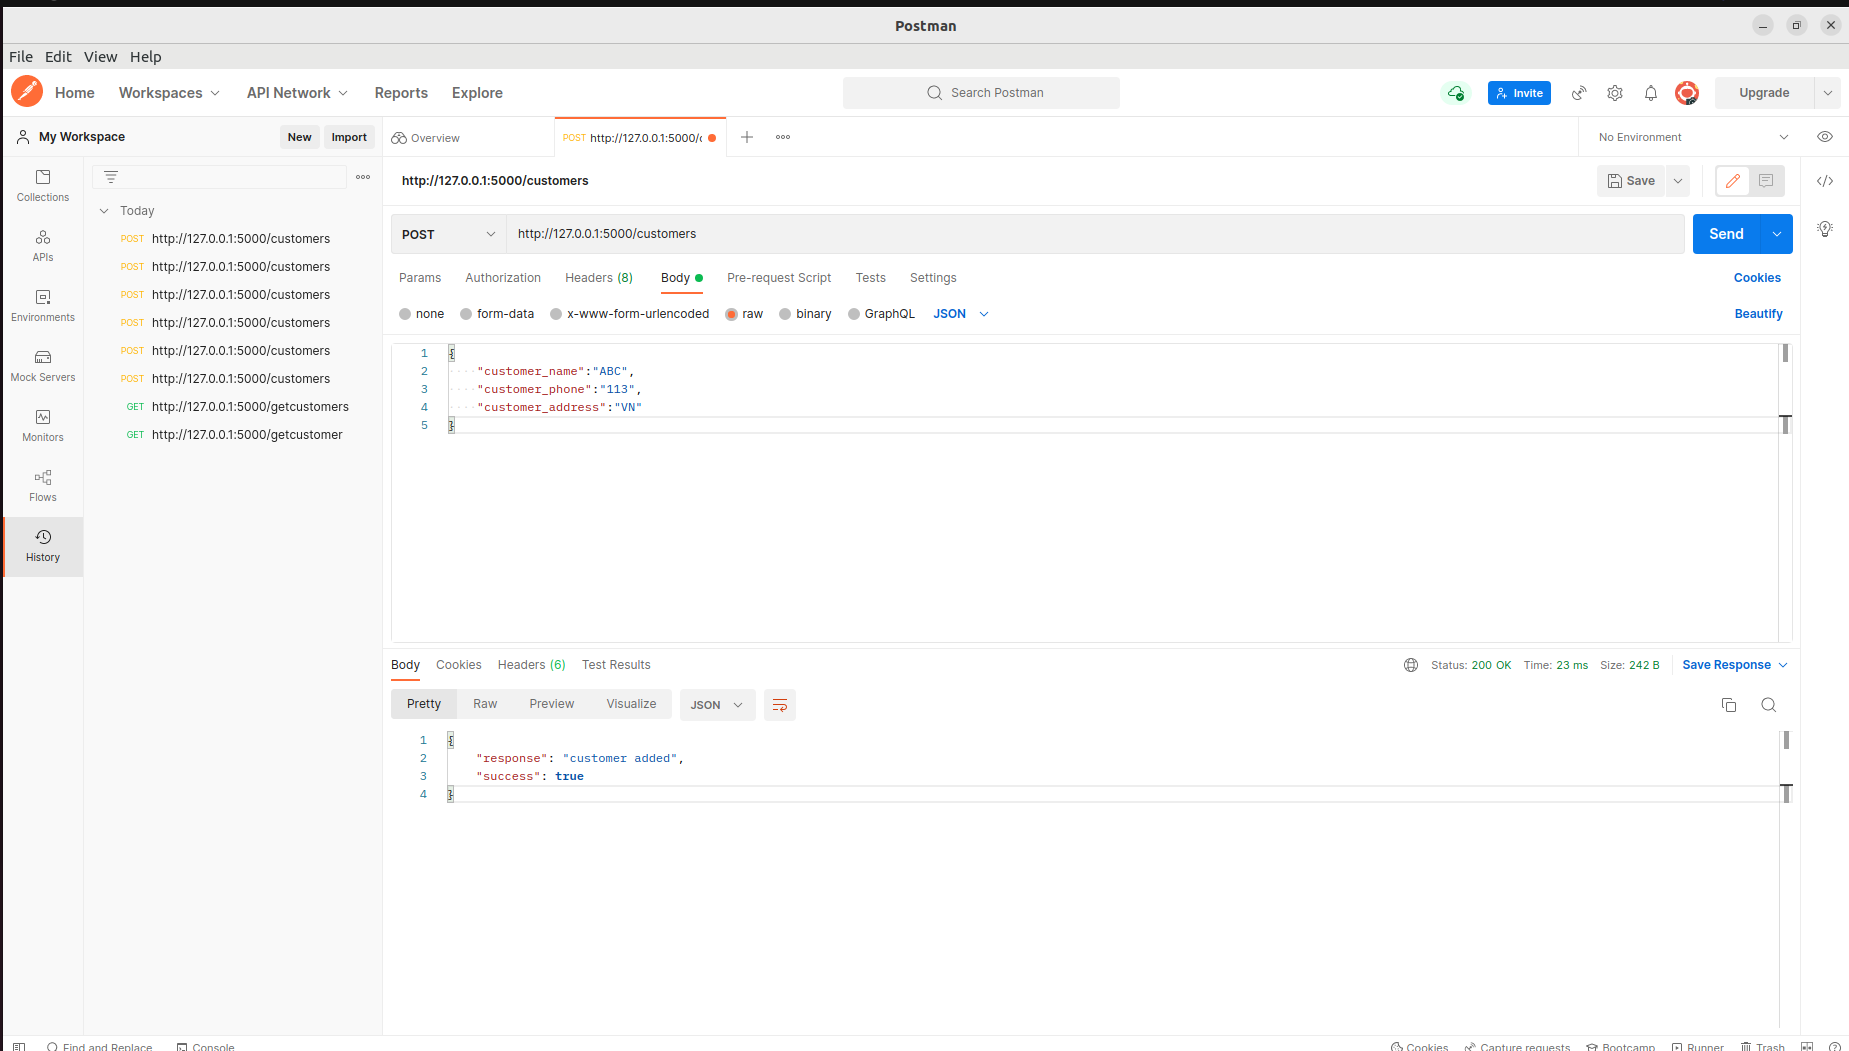 Postman
File Edit View Help
Home Workspaces API Network Reports Explore Search Postman Invite Upgrade
My Workspace New Import Overview POST http://127.0.0.1:5000/ No Environment
Collections
APIs
Environments
Mock Servers
Monitors
Flows
History
Today
POST http://127.0.0.1:5000/customers
POST http://127.0.0.1:5000/customers
POST http://127.0.0.1:5000/customers
POST http://127.0.0.1:5000/customers
POST http://127.0.0.1:5000/customers
POST http://127.0.0.1:5000/customers
GET http://127.0.0.1:5000/getcustomers
GET http://127.0.0.1:5000/getcustomer
http://127.0.0.1:5000/customers Save
POST http://127.0.0.1:5000/customers Send
Params Authorization Headers (8) Body Pre-request Script Tests Settings Cookies
none form-data x-www-form-urlencoded raw binary GraphQL JSON Beautify
1 {
2 "customer_name":"ABC",
3 "customer_phone":"113",
4 "customer_address":"VN"
5 }
Body Cookies Headers (6) Test Results Status: 200 OK Time: 23 ms Size: 242 B Save Response
Pretty Raw Preview Visualize JSON
1 {
2 "response": "customer added",
3 "success": true
4 }
Find and Replace Console Cookies Capture requests Bootcamp Runner Trash